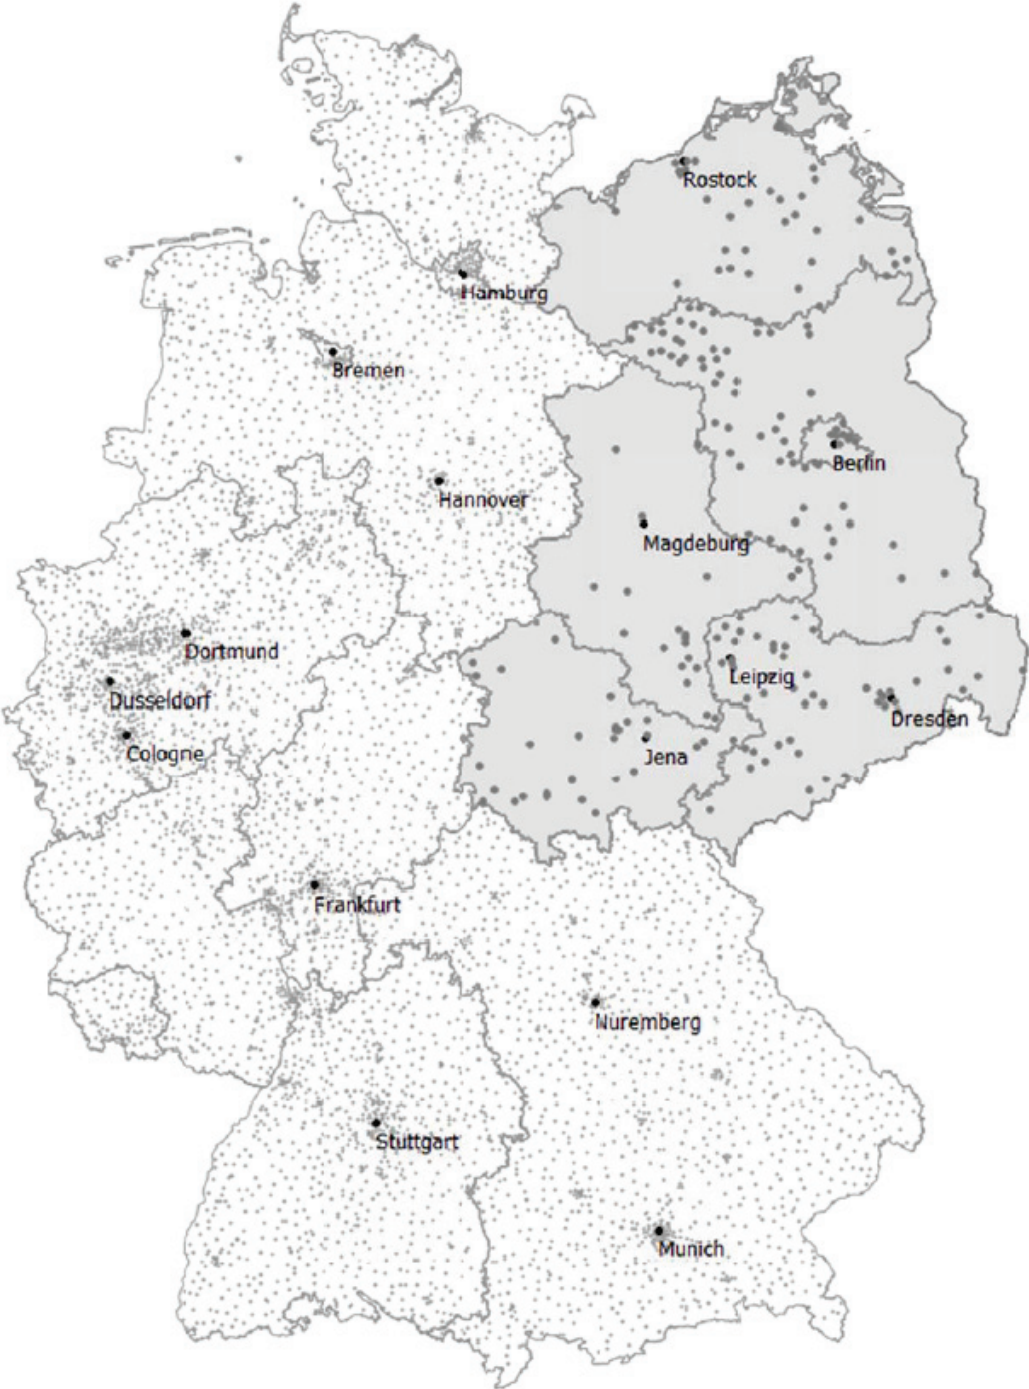 Rostock
Hamburg
Bremen
Berlin
Hannover
Magdeburg
Dortmund
Leipzig
Dusseldorf
Dresden
Cologne
Jena
Frankfurt
Nuremberg
Stuttgart
Munich